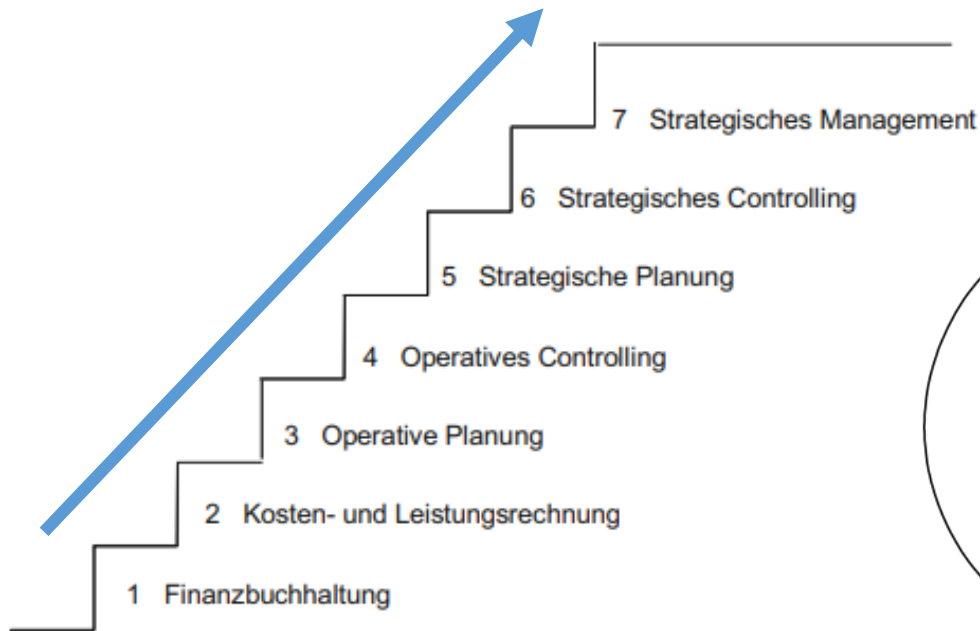 7 Strategisches Management
6 Strategisches Controlling
5 Strategische Planung
4 Operatives Controlling
3 Operative Planung
2 Kosten- und Leistungsrechnung
1 Finanzbuchhaltung